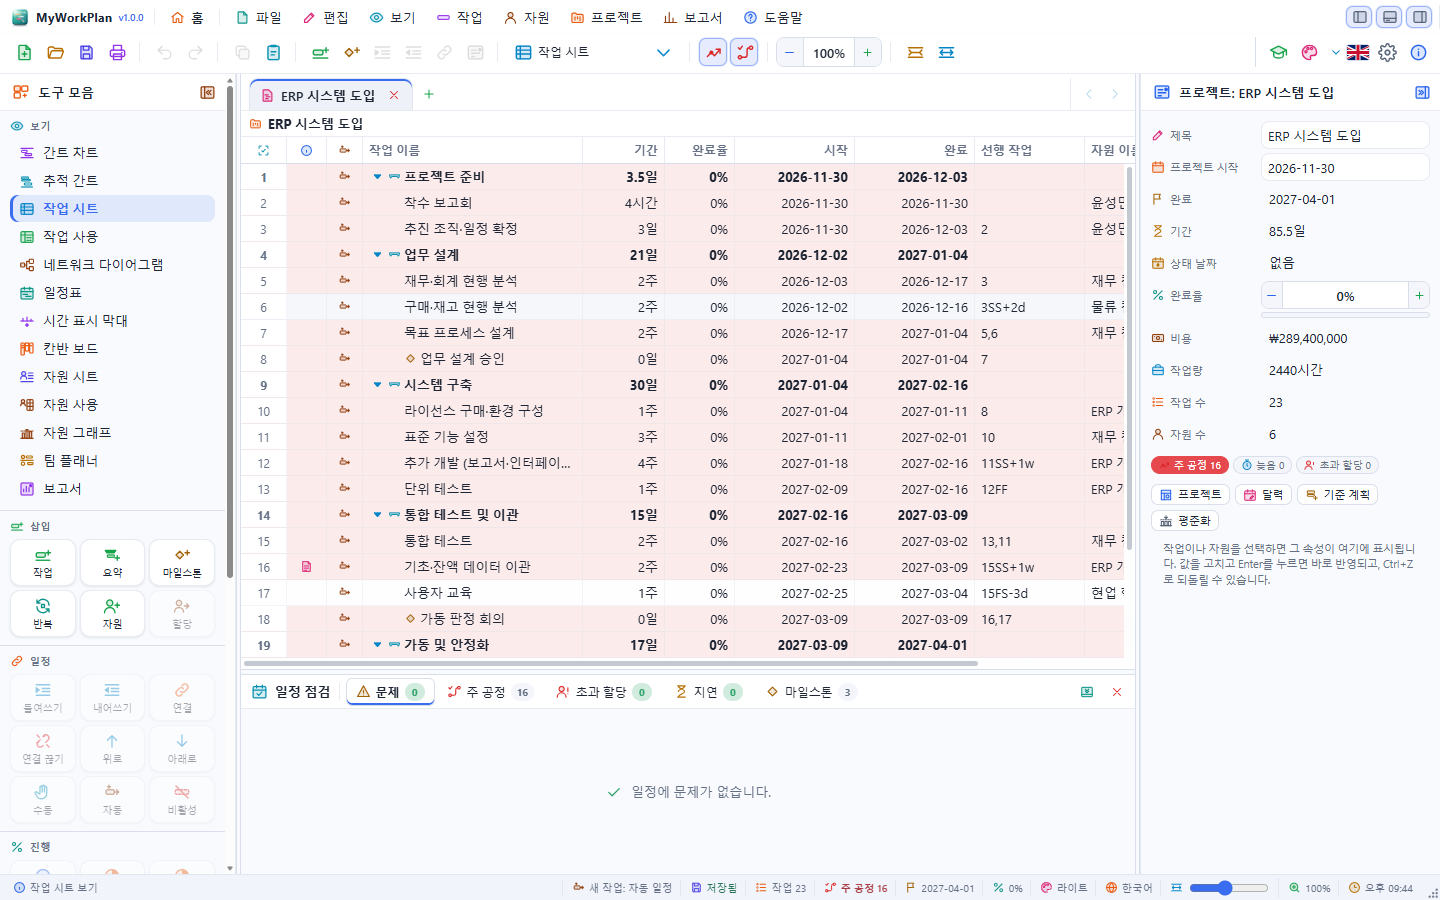 MyWorkPlan v1.0.0 홈 파일 편집 보기 작업 자원 프로젝트 보고서 도움말
작업 시트 100%
도구 모음
보기
간트 차트
추적 간트
작업 시트
작업 사용
네트워크 다이어그램
일정표
시간 표시 막대
칸반 보드
자원 시트
자원 사용
자원 그래프
팀 플래너
보고서
삽입
작업 요약 마일스톤
반복 자원 할당
일정
들여쓰기 내어쓰기 연결
연결 끊기 위로 아래로
수동 자동 비활성
진행
ERP 시스템 도입
ERP 시스템 도입
작업 이름 기간 완료율 시작 완료 선행 작업 자원 이름
1 프로젝트 준비 3.5일 0% 2026-11-30 2026-12-03
2 착수 보고회 4시간 0% 2026-11-30 2026-11-30 윤성민
3 추진 조직·일정 확정 3일 0% 2026-11-30 2026-12-03 2 윤성민
4 업무 설계 21일 0% 2026-12-02 2027-01-04
5 재무·회계 현행 분석 2주 0% 2026-12-03 2026-12-17 3 재무
6 구매·재고 현행 분석 2주 0% 2026-12-02 2026-12-16 3SS+2d 물류
7 목표 프로세스 설계 2주 0% 2026-12-17 2027-01-04 5,6 재무
8 업무 설계 승인 0일 0% 2027-01-04 2027-01-04 7
9 시스템 구축 30일 0% 2027-01-04 2027-02-16
10 라이선스 구매·환경 구성 1주 0% 2027-01-04 2027-01-11 8 ERP
11 표준 기능 설정 3주 0% 2027-01-11 2027-02-01 10 재무
12 추가 개발 (보고서·인터페이... 4주 0% 2027-01-18 2027-02-16 11SS+1w ERP
13 단위 테스트 1주 0% 2027-02-09 2027-02-16 12FF ERP
14 통합 테스트 및 이관 15일 0% 2027-02-16 2027-03-09
15 통합 테스트 2주 0% 2027-02-16 2027-03-02 13,11 재무
16 기초·잔액 데이터 이관 2주 0% 2027-02-23 2027-03-09 15SS+1w ERP
17 사용자 교육 1주 0% 2027-02-25 2027-03-04 15FS-3d 현업
18 가동 판정 회의 0일 0% 2027-03-09 2027-03-09 16,17
19 가동 및 안정화 17일 0% 2027-03-09 2027-04-01
일정 점검 문제 0 주 공정 16 초과 할당 0 지연 0 마일스톤 3
일정에 문제가 없습니다.
프로젝트: ERP 시스템 도입
제목 ERP 시스템 도입
프로젝트 시작 2026-11-30
완료 2027-04-01
기간 85.5일
상태 날짜 없음
완료율 0%
비용 ₩289,400,000
작업량 2440시간
작업 수 23
자원 수 6
주 공정 16 늦음 0 초과 할당 0
프로젝트 달력 기준 계획
평준화
작업이나 자원을 선택하면 그 속성이 여기에 표시됩니
다. 값을 고치고 Enter를 누르면 바로 반영되고, Ctrl+Z
로 되돌릴 수 있습니다.
작업 시트 보기 새 작업: 자동 일정 저장됨 작업 23 주 공정 16 2027-04-01 0% 라이트 한국어 100% 오후 09:44